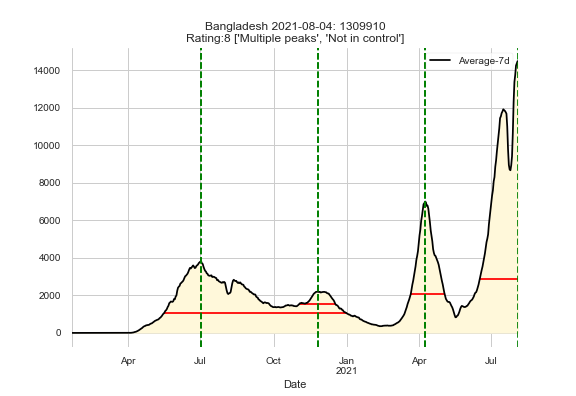 Bangladesh 2021-08-04: 1309910
Rating:8 ['Multiple peaks', 'Not in control']
Average-7d
14000
12000
10000
8000
6000
4000
2000
0
Apr
Jul
Oct
Jan
2021
Apr
Jul
Date